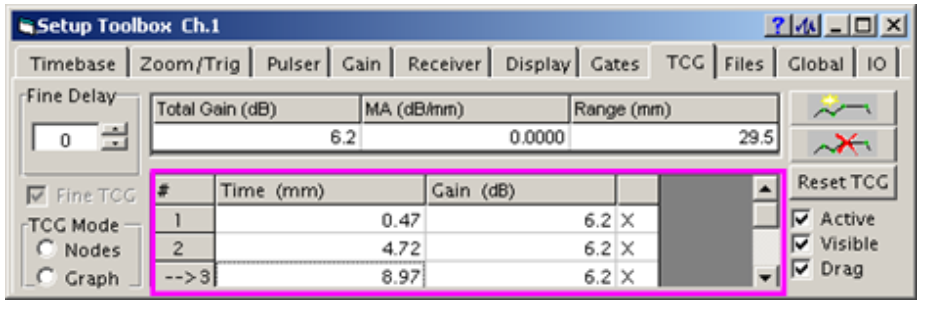 Setup Toolbox Ch.1
Timebase Zoom/Trig Pulser Gain Receiver Display Gates TCG Files Global IO
Fine Delay
0
Total Gain (dB) MA (dB/mm) Range (mm)
6.2 0.0000 29.5
Fine TCG
TCG Mode
Nodes
Graph
# Time (mm) Gain (dB)
1 0.47 6.2 X
2 4.72 6.2 X
-->3 8.97 6.2 X
Reset TCG
Active
Visible
Drag